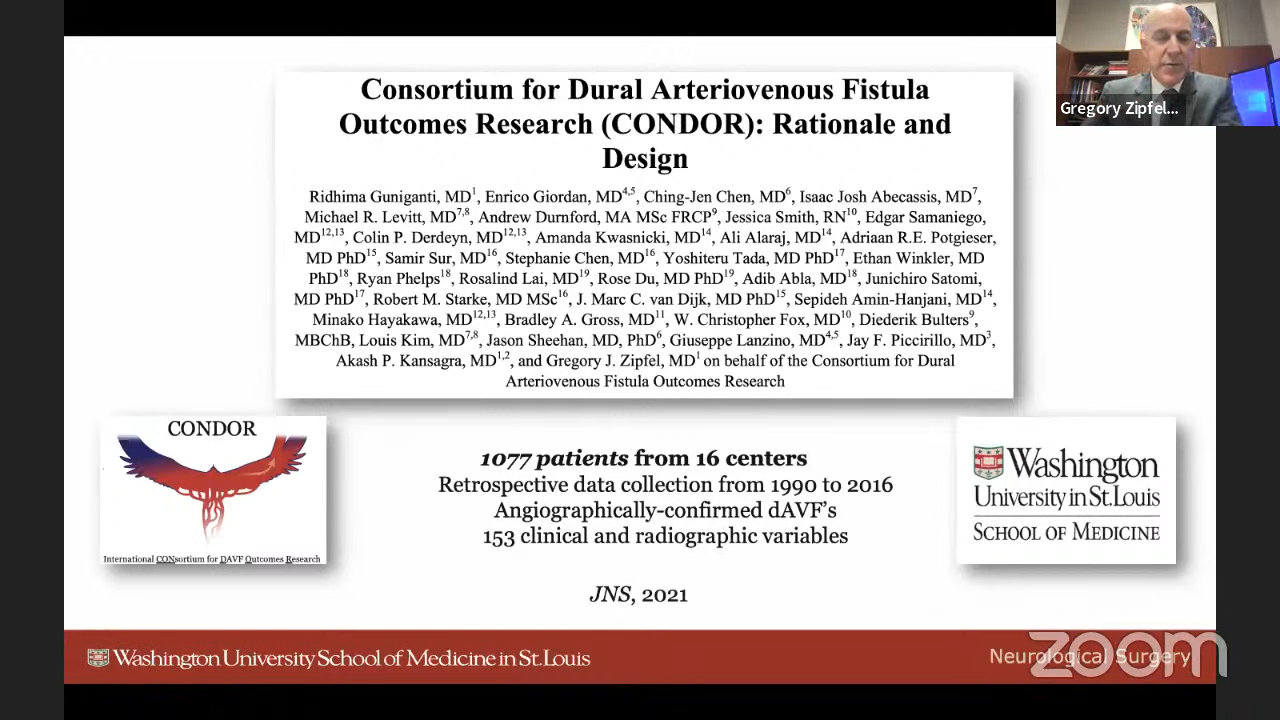 Consortium for Dural Arteriovenous Fistula
Outcomes Research (CONDOR): Rationale and
Design
Ridhima Guniganti, MD1, Enrico Giordan, MD4,5, Ching-Jen Chen, MD6, Isaac Josh Abecassis, MD7,
Michael R. Levitt, MD7,8, Andrew Durnford, MA MSc FRCP9, Jessica Smith, RN10, Edgar Samaniego,
MD12,13, Colin P. Derdeyn, MD12,13, Amanda Kwasnicki, MD14, Ali Alaraj, MD14, Adriaan R.E. Potgieser,
MD PhD15, Samir Sur, MD16, Stephanie Chen, MD16, Yoshiteru Tada, MD PhD17, Ethan Winkler, MD
PhD18, Ryan Phelps18, Rosalind Lai, MD19, Rose Du, MD PhD19, Adib Abla, MD18, Junichiro Satomi,
MD PhD17, Robert M. Starke, MD MSc16, J. Marc C. van Dijk, MD PhD15, Sepideh Amin-Hanjani, MD14,
Minako Hayakawa, MD12,13, Bradley A. Gross, MD11, W. Christopher Fox, MD10, Diederik Bulters9,
MBChB, Louis Kim, MD7,8, Jason Sheehan, MD, PhD6, Giuseppe Lanzino, MD4,5, Jay F. Piccirillo, MD3,
Akash P. Kansagra, MD1,2, and Gregory J. Zipfel, MD1 on behalf of the Consortium for Dural
Arteriovenous Fistula Outcomes Research
Gregory Zipfel...
CONDOR
International CONsortium for DAVF Outcomes Research
1077 patients from 16 centers
Retrospective data collection from 1990 to 2016
Angiographically-confirmed dAVF's
153 clinical and radiographic variables
JNS, 2021
Washington
University in St. Louis
SCHOOL OF MEDICINE
Washington University School of Medicine in St. Louis
Neurological Surgery
zoom